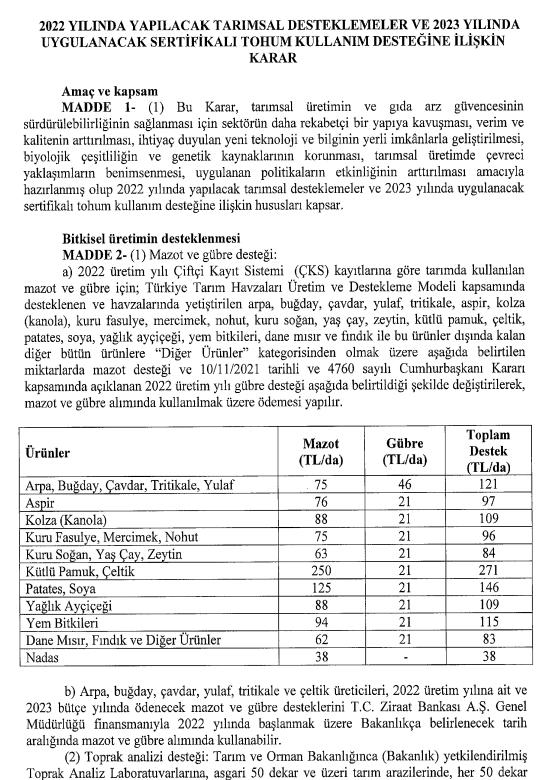 2022 YILINDA YAPILACAK TARIMSAL DESTEKLEMELER VE 2023 YILINDA
UYGULANACAK SERTİFİKALI TOHUM KULLANIM DESTEĞİNE İLİŞKİN
KARAR
Amaç ve kapsam
MADDE 1- (1) Bu Karar, tarımsal üretimin ve gıda arz güvencesinin
sürdürülebilirliğinin sağlanması için sektörün daha rekabetçi bir yapıya kavuşması, verim ve
kalitenin arttırılması, ihtiyaç duyulan yeni teknoloji ve bilginin yerli imkânlarla geliştirilmesi,
biyolojik çeşitliliğin ve genetik kaynaklarının korunması, tarımsal üretimde çevreci
yaklaşımların benimsenmesi, uygulanan politikaların etkinliğinin arttırılması amacıyla
hazırlanmış olup 2022 yılında yapılacak tarımsal desteklemeler ve 2023 yılında uygulanacak
sertifikalı tohum kullanım desteğine ilişkin hususları kapsar.
Bitkisel üretimin desteklenmesi
MADDE 2- (1) Mazot ve gübre desteği:
a) 2022 üretim yılı Çiftçi Kayıt Sistemi (ÇKS) kayıtlarına göre tarımda kullanılan
mazot ve gübre için; Türkiye Tarım Havzaları Üretim ve Destekleme Modeli kapsamında
desteklenen ve havzalarında yetiştirilen arpa, buğday, çavdar, yulaf, tritikale, aspir, kolza
(kanola), kuru fasulye, mercimek, nohut, kuru soğan, yaş çay, zeytin, kütlü pamuk, çeltik,
patates, soya, yağlık ayçiçeği, yem bitkileri, dane mısır ve fındık ile bu ürünler dışında kalan
diğer bütün ürünlere “Diğer Ürünler” kategorisinden olmak üzere aşağıda belirtilen
miktarlarda mazot desteği ve 10/11/2021 tarihli ve 4760 sayılı Cumhurbaşkanı Kararı
kapsamında açıklanan 2022 üretim yılı gübre desteği aşağıda belirtildiği şekilde değiştirilerek,
mazot ve gübre alımında kullanılmak üzere ödemesi yapılır.
Ürünler Mazot (TL/da) Gübre (TL/da) Toplam Destek (TL/da)
Arpa, Buğday, Çavdar, Tritikale, Yulaf 75 46 121
Aspir 76 21 97
Kolza (Kanola) 88 21 109
Kuru Fasulye, Mercimek, Nohut 75 21 96
Kuru Soğan, Yaş Çay, Zeytin 63 21 84
Kütlü Pamuk, Çeltik 250 21 271
Patates, Soya 125 21 146
Yağlık Ayçiçeği 88 21 109
Yem Bitkileri 94 21 115
Dane Mısır, Fındık ve Diğer Ürünler 62 21 83
Nadas 38 - 38
b) Arpa, buğday, çavdar, yulaf, tritikale ve çeltik üreticileri, 2022 üretim yılına ait ve
2023 bütçe yılında ödenecek mazot ve gübre desteklerini T.C. Ziraat Bankası A.Ş. Genel
Müdürlüğü finansmanıyla 2022 yılında başlanmak üzere Bakanlıkça belirlenecek tarih
aralığında mazot ve gübre alımında kullanabilir.
(2) Toprak analizi desteği: Tarım ve Orman Bakanlığınca (Bakanlık) yetkilendirilmiş
Toprak Analiz Laboratuvarlarına, asgari 50 dekar ve üzeri tarım arazilerinde, her 50 dekar